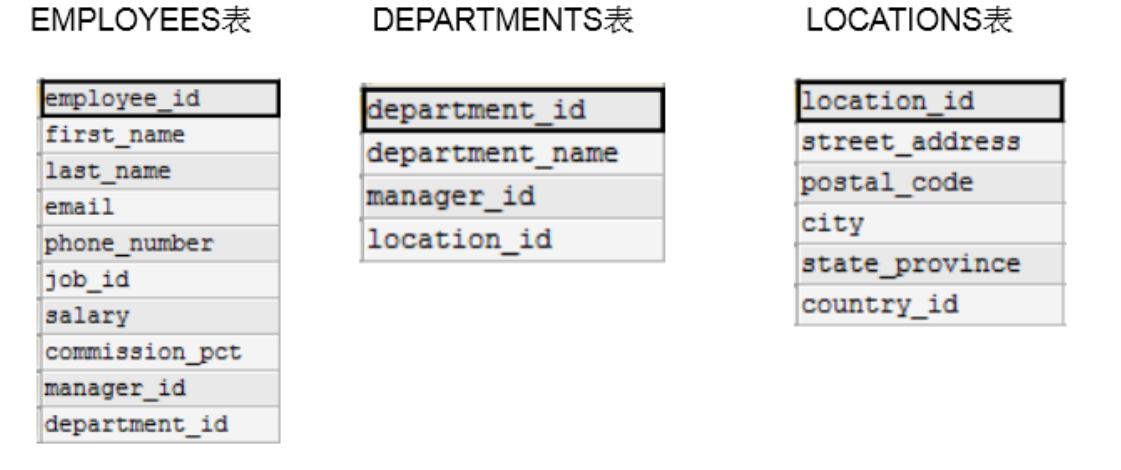 EMPLOYEES表
employee_id
first_name
last_name
email
phone_number
job_id
salary
commission_pct
manager_id
department_id
DEPARTMENTS表
department_id
department_name
manager_id
location_id
LOCATIONS表
location_id
street_address
postal_code
city
state_province
country_id